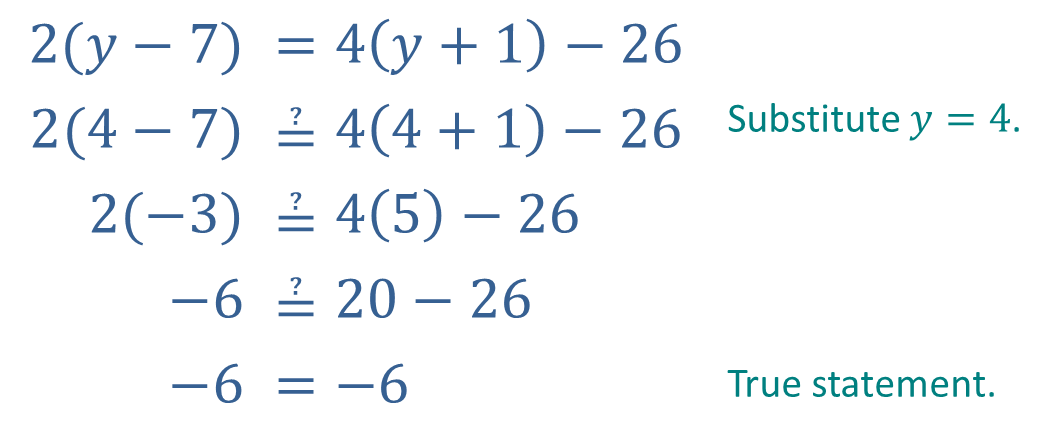 2(y − 7) = 4(y + 1) − 26
2(4 − 7) ≟ 4(4 + 1) − 26 Substitute y = 4.
2(−3) ≟ 4(5) − 26
−6 ≟ 20 − 26
−6 = −6 True statement.